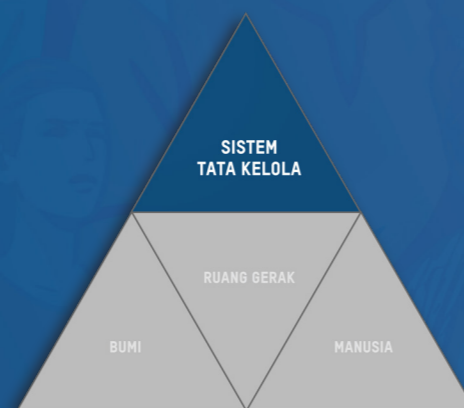 SISTEM
TATA KELOLA
RUANG GERAK
BUMI
MANUSIA